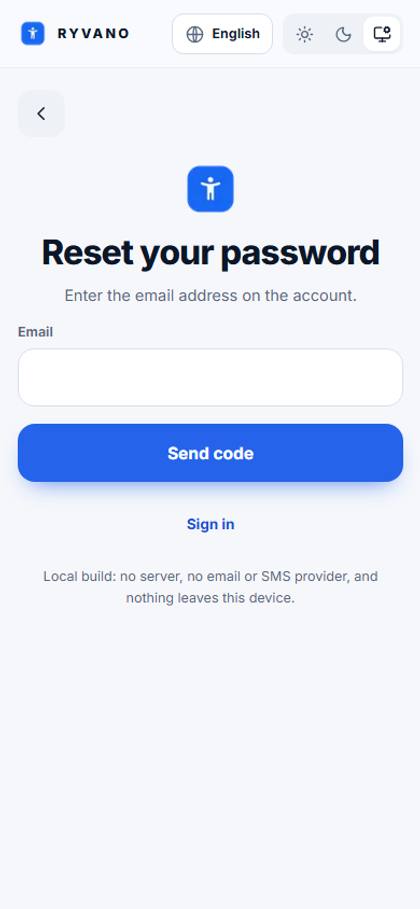 RYVANO
English
Reset your password
Enter the email address on the account.
Email
Send code
Sign in
Local build: no server, no email or SMS provider, and
nothing leaves this device.